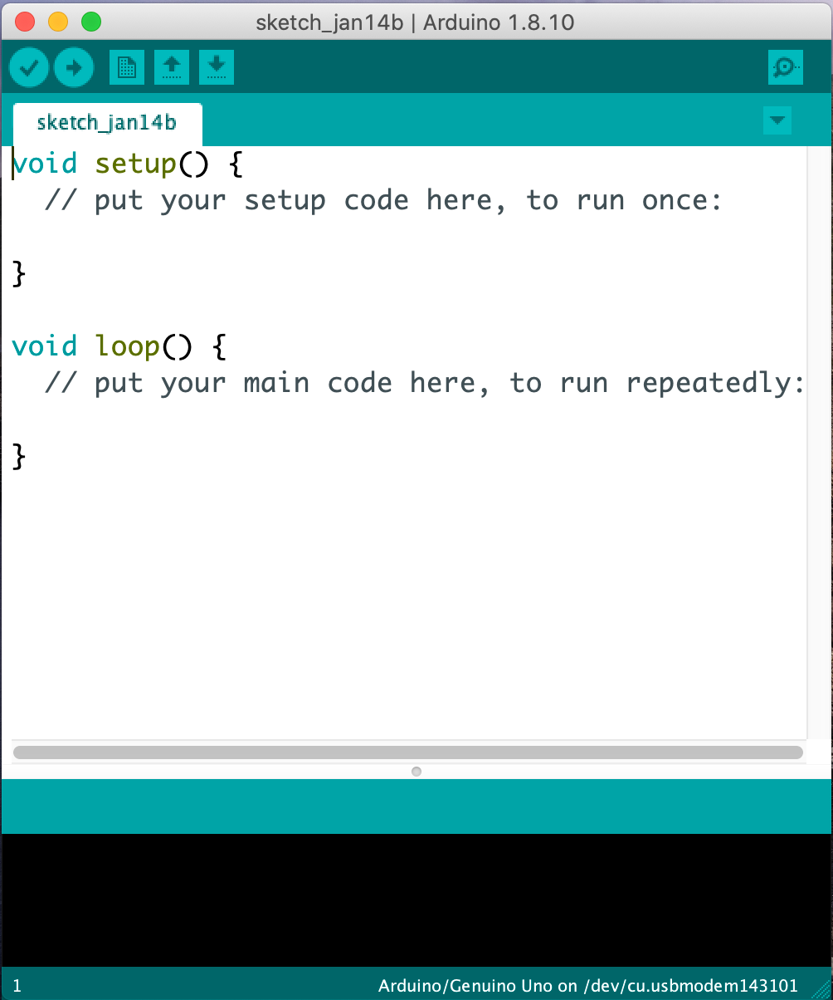 sketch_jan14b | Arduino 1.8.10
sketch_jan14b
void setup() {
  // put your setup code here, to run once:
}
void loop() {
  // put your main code here, to run repeatedly:
}
1 Arduino/Genuino Uno on /dev/cu.usbmodem143101